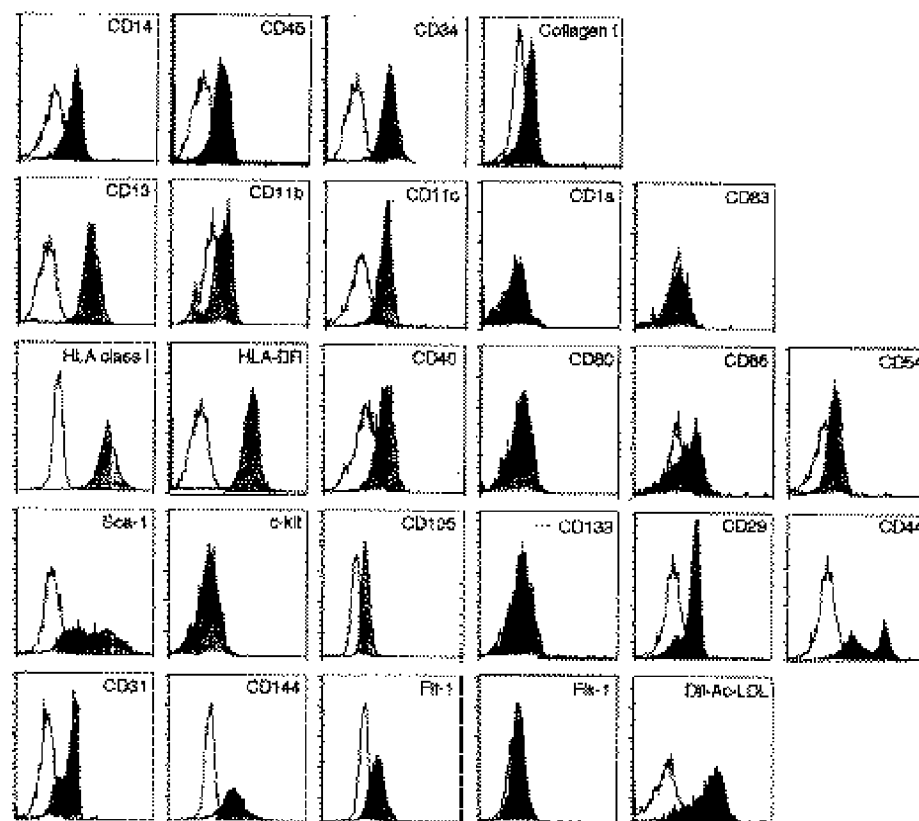 CD14 CD45 CD34 Collagen I
CD13 CD11b CD11c CD1a CD83
HLA class I HLA-DR CD40 CD80 CD86 CD54
Sca-1 c-kit CD105 CD133 CD29 CD44
CD31 CD144 Flt-1 Flk-1 DiI-Ac-LDL